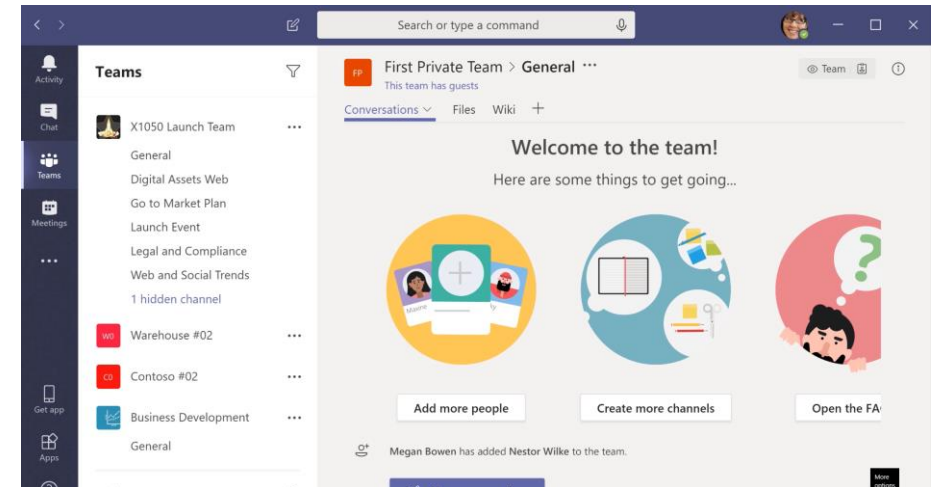 Search or type a command
Activity
Chat
Teams
Meetings
Get app
Apps
Teams
X1050 Launch Team
General
Digital Assets Web
Go to Market Plan
Launch Event
Legal and Compliance
Web and Social Trends
1 hidden channel
W0 Warehouse #02
C0 Contoso #02
Business Development
General
FP First Private Team > General
This team has guests
Team
Conversations Files Wiki
Welcome to the team!
Here are some things to get going...
Maxine
Add more people
Create more channels
Open the FA
Megan Bowen has added Nestor Wilke to the team.
More
options